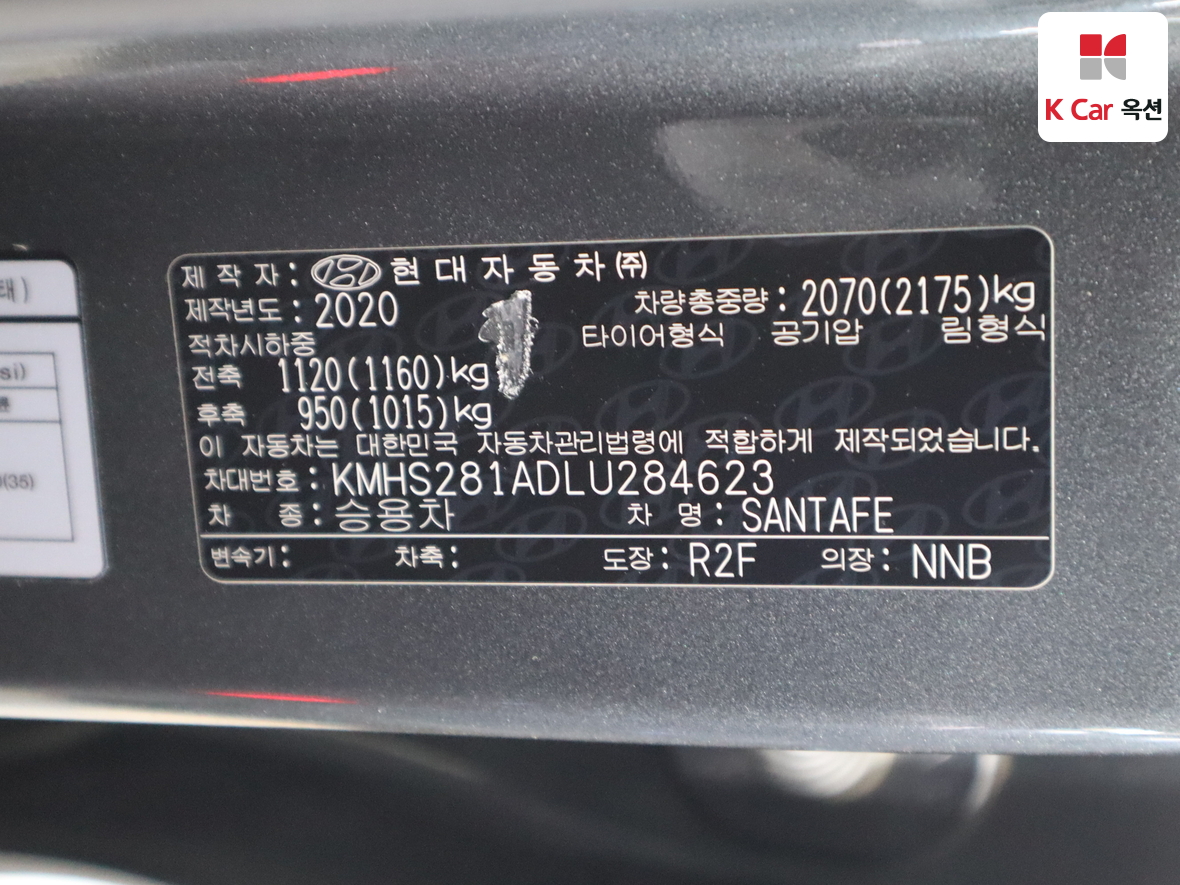 K Car 옥션
제 작 자 : 현 대 자 동 차 ㈜
제작년도 : 2020 차량총중량 : 2070(2175)kg
적차시하중 타이어형식 공기압 림형식
전축 1120(1160)kg
후축 950(1015)kg
이 자동차는 대한민국 자동차관리법령에 적합하게 제작되었습니다.
차대번호 : KMHS281ADLU284623
차 종 : 승용차 차 명 : SANTAFE
변속기 : 차축 : 도장 : R2F 의장 : NNB
태)
si)
(35)